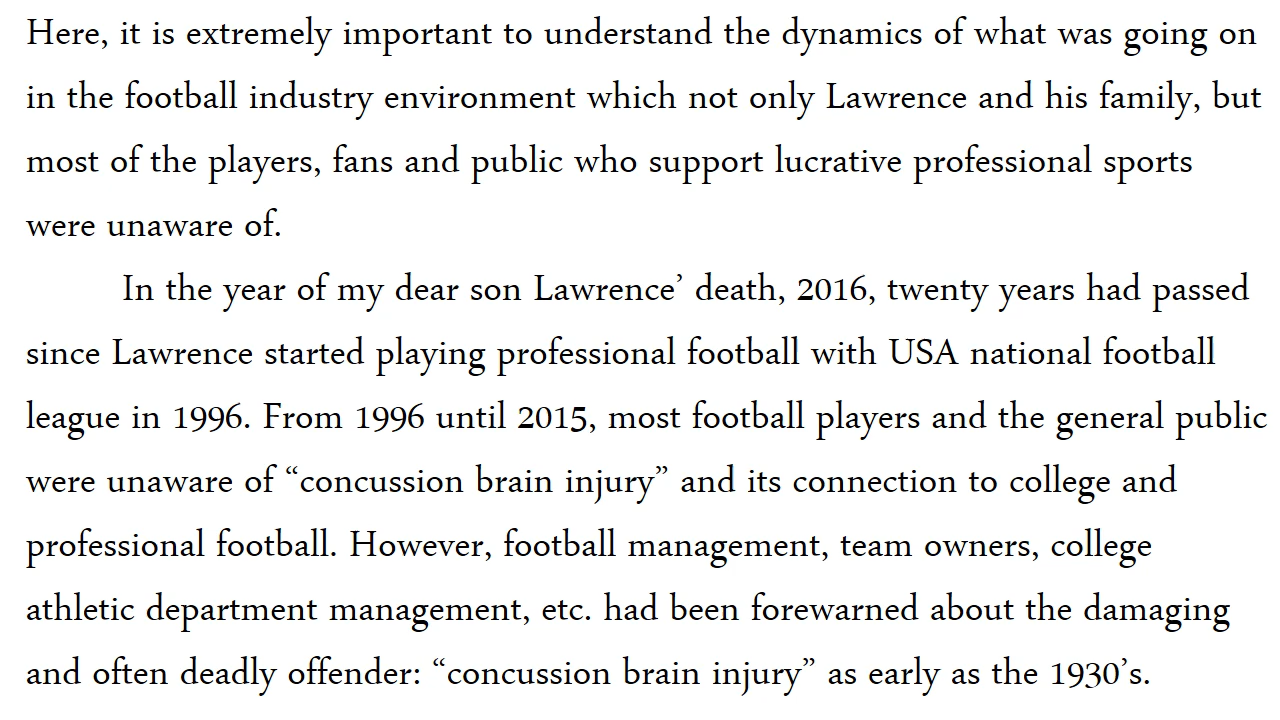 Here, it is extremely important to understand the dynamics of what was going on
in the football industry environment which not only Lawrence and his family, but
most of the players, fans and public who support lucrative professional sports
were unaware of.
In the year of my dear son Lawrence’ death, 2016, twenty years had passed
since Lawrence started playing professional football with USA national football
league in 1996. From 1996 until 2015, most football players and the general public
were unaware of “concussion brain injury” and its connection to college and
professional football. However, football management, team owners, college
athletic department management, etc. had been forewarned about the damaging
and often deadly offender: “concussion brain injury” as early as the 1930’s.